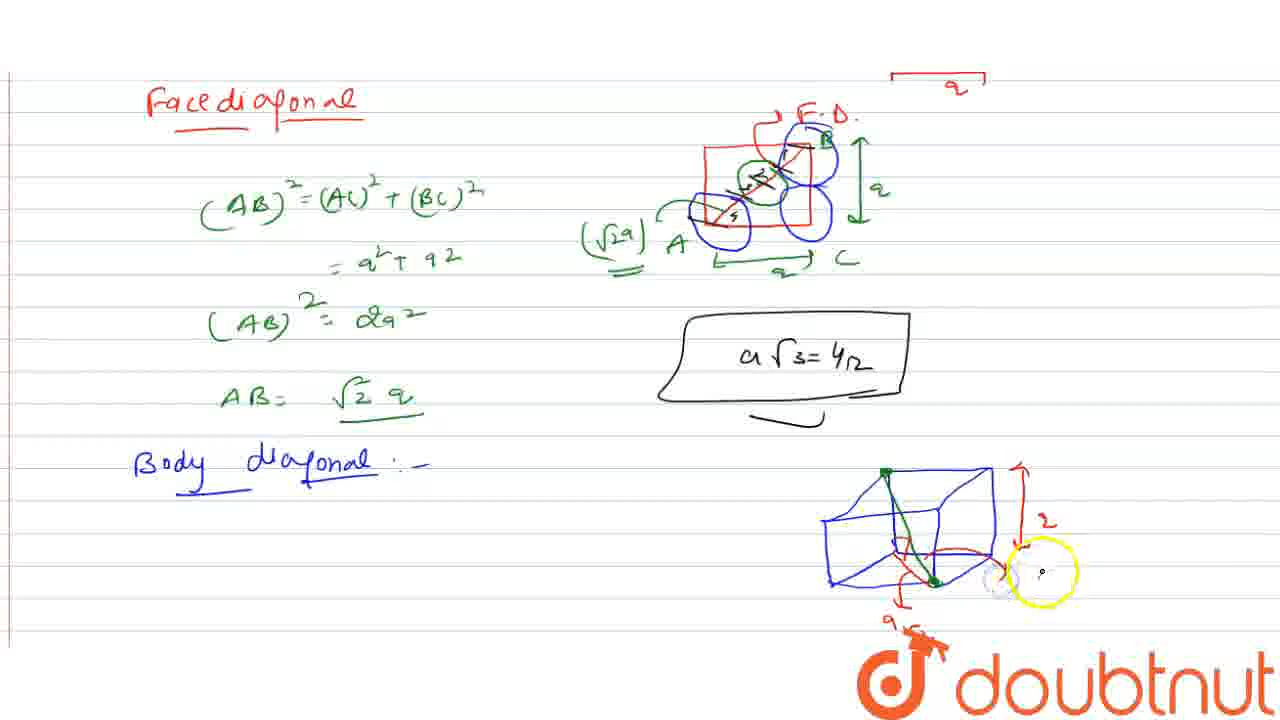 Face diagonal
a
F.D.
B
(AB)² = (AC)² + (BC)²
a
(√2a) A
a
C
= a² + a²
(AB)² = 2a²
a√3 = 4r
AB = √2 a
Body diagonal :-
a
doubtnut